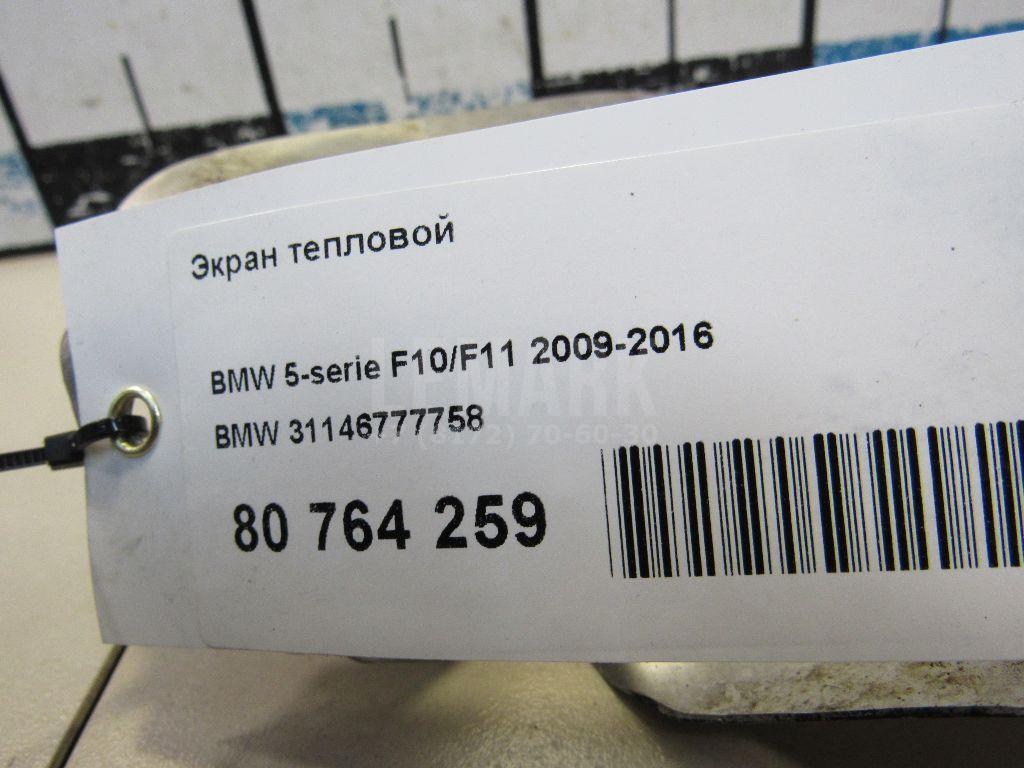 Экран тепловой
BMW 5-serie F10/F11 2009-2016
BMW 31146777758
80 764 259